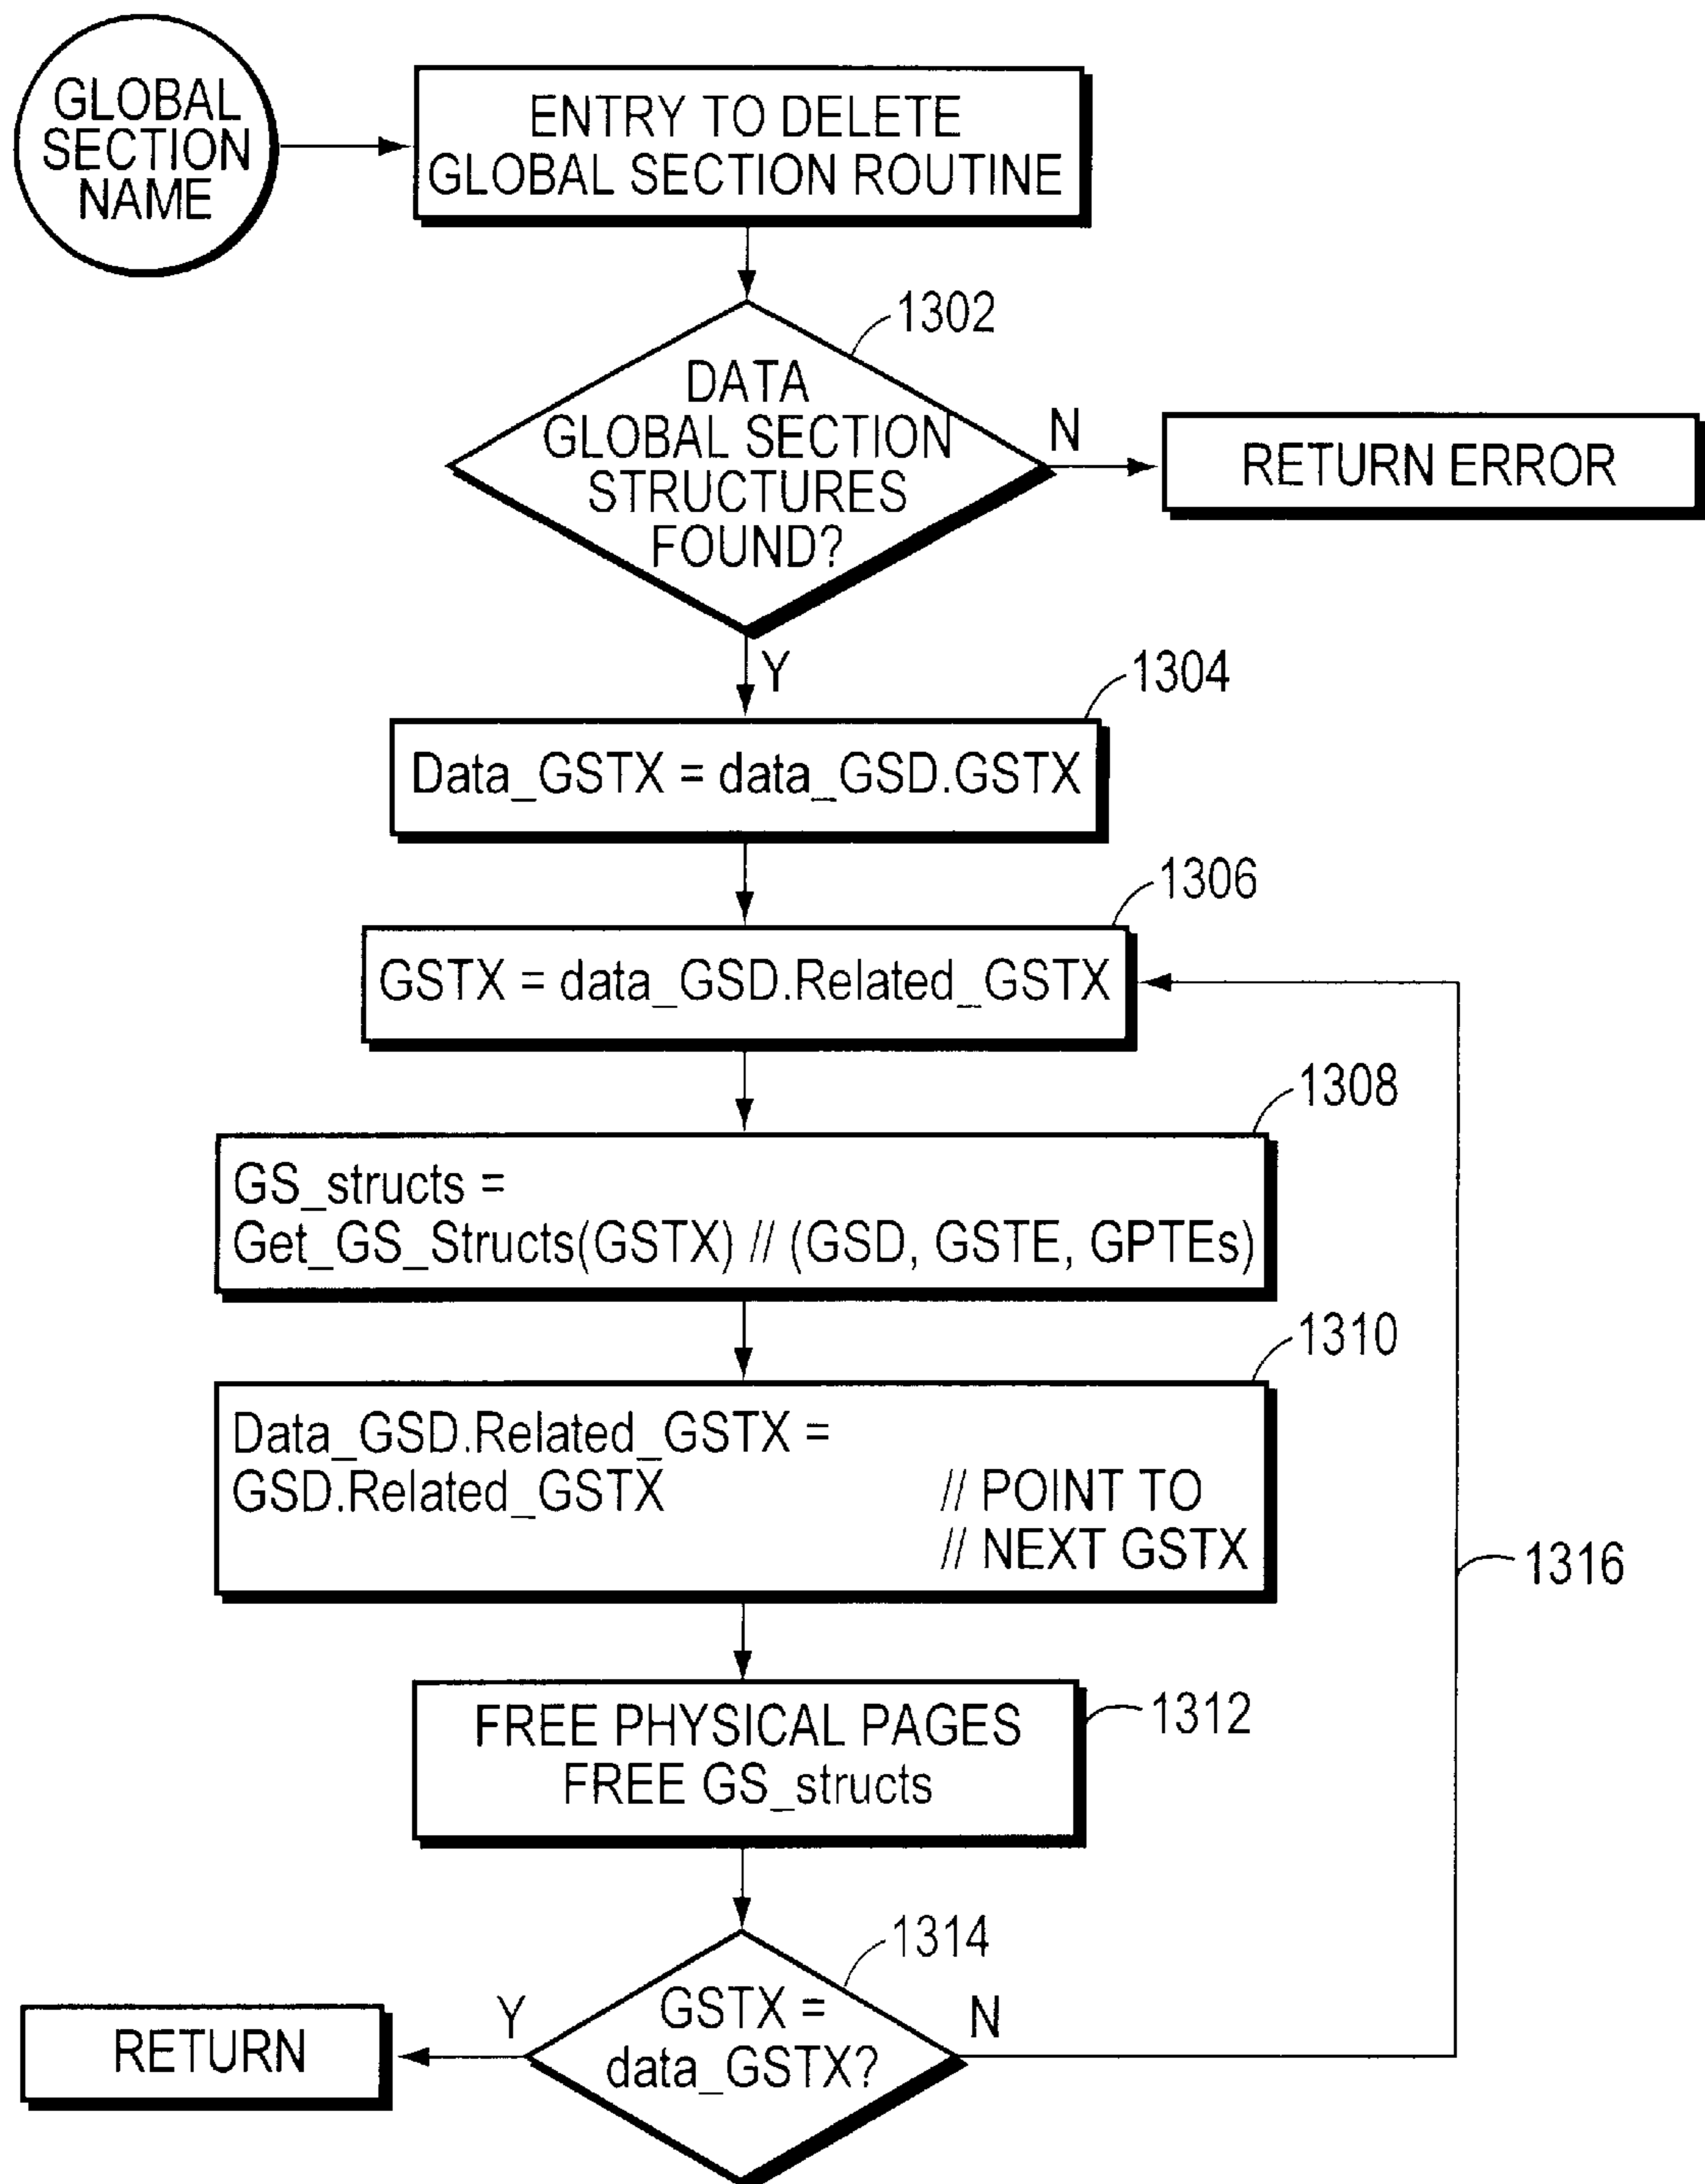 GLOBAL
SECTION
NAME
ENTRY TO DELETE
GLOBAL SECTION ROUTINE
1302
DATA
GLOBAL SECTION
STRUCTURES
FOUND?
N
RETURN ERROR
Y
1304
Data_GSTX = data_GSD.GSTX
1306
GSTX = data_GSD.Related_GSTX
1308
GS_structs =
Get_GS_Structs(GSTX) // (GSD, GSTE, GPTEs)
1310
Data_GSD.Related_GSTX =
GSD.Related_GSTX // POINT TO
// NEXT GSTX
1316
FREE PHYSICAL PAGES
FREE GS_structs
1312
1314
GSTX =
data_GSTX?
Y
N
RETURN